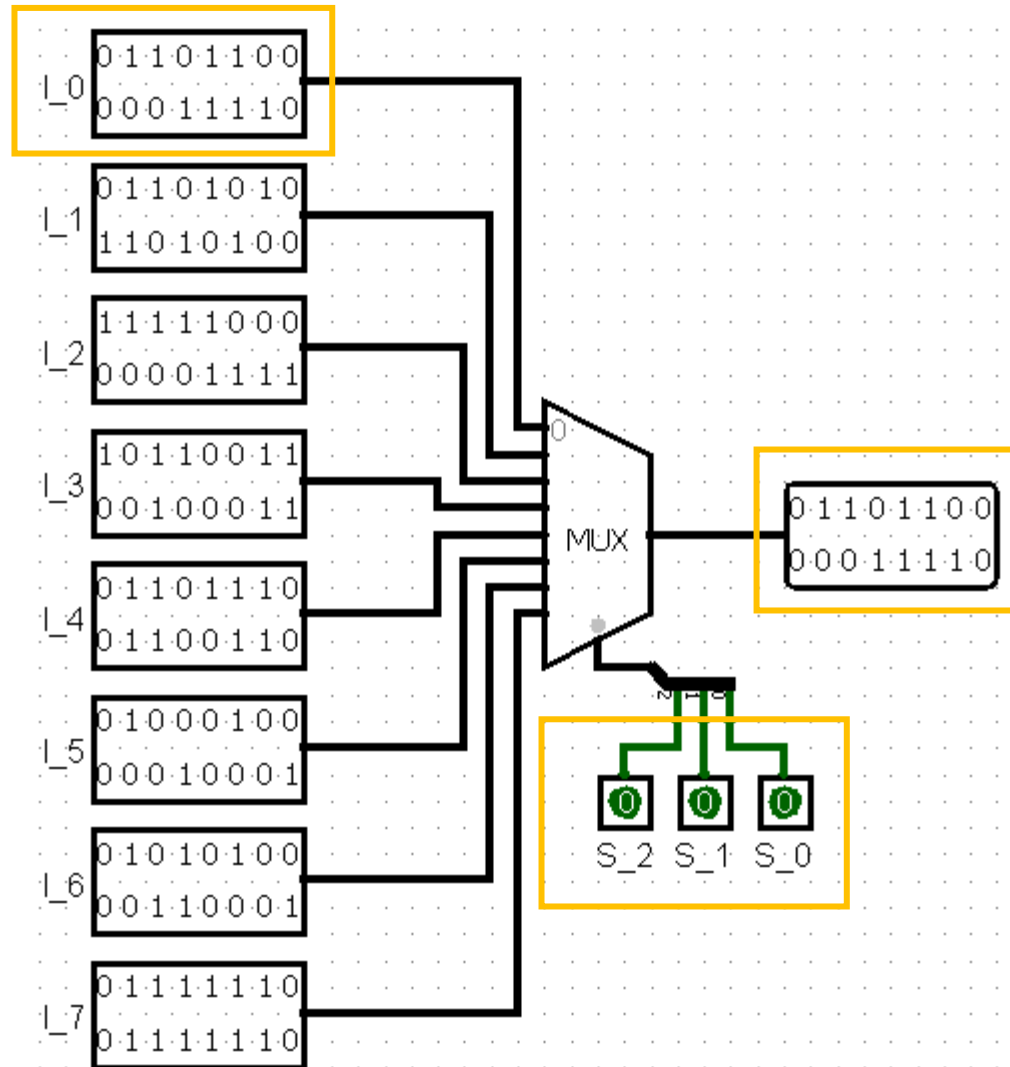 I_0
0 1 1 0 1 1 0 0
0 0 0 1 1 1 1 0
I_1
0 1 1 0 1 0 1 0
1 1 0 1 0 1 0 0
I_2
1 1 1 1 1 0 0 0
0 0 0 0 1 1 1 1
I_3
1 0 1 1 0 0 1 1
0 0 1 0 0 0 1 1
I_4
0 1 1 0 1 1 1 0
0 1 1 0 0 1 1 0
I_5
0 1 0 0 0 1 0 0
0 0 0 1 0 0 0 1
I_6
0 1 0 1 0 1 0 0
0 0 1 1 0 0 0 1
I_7
0 1 1 1 1 1 1 0
0 1 1 1 1 1 1 0
0
MUX
0 1 1 0 1 1 0 0
0 0 0 1 1 1 1 0
2 1 0
0 0 0
S_2 S_1 S_0